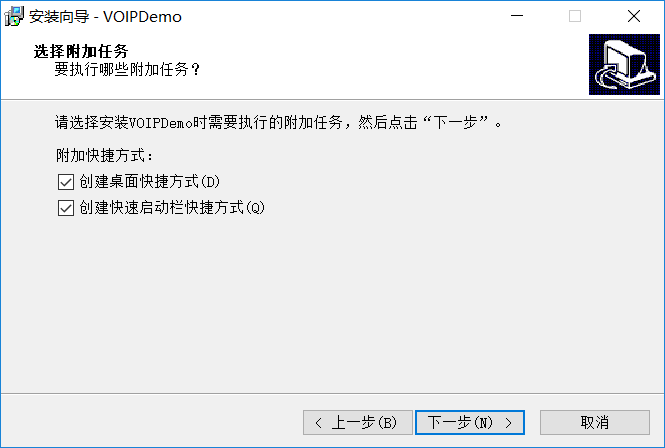 安装向导 - VOIPDemo
选择附加任务
要执行哪些附加任务？
请选择安装VOIPDemo时需要执行的附加任务，然后点击“下一步”。
附加快捷方式：
创建桌面快捷方式(D)
创建快速启动栏快捷方式(Q)
< 上一步(B) 下一步(N) > 取消